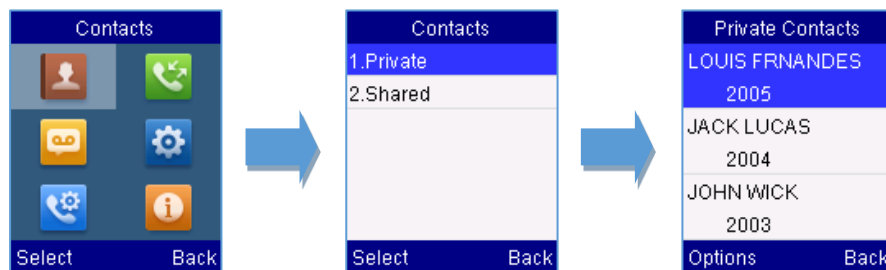 Contacts
Select Back
Contacts
1.Private
2.Shared
Select Back
Private Contacts
LOUIS FRNANDES
2005
JACK LUCAS
2004
JOHN WICK
2003
Options Back